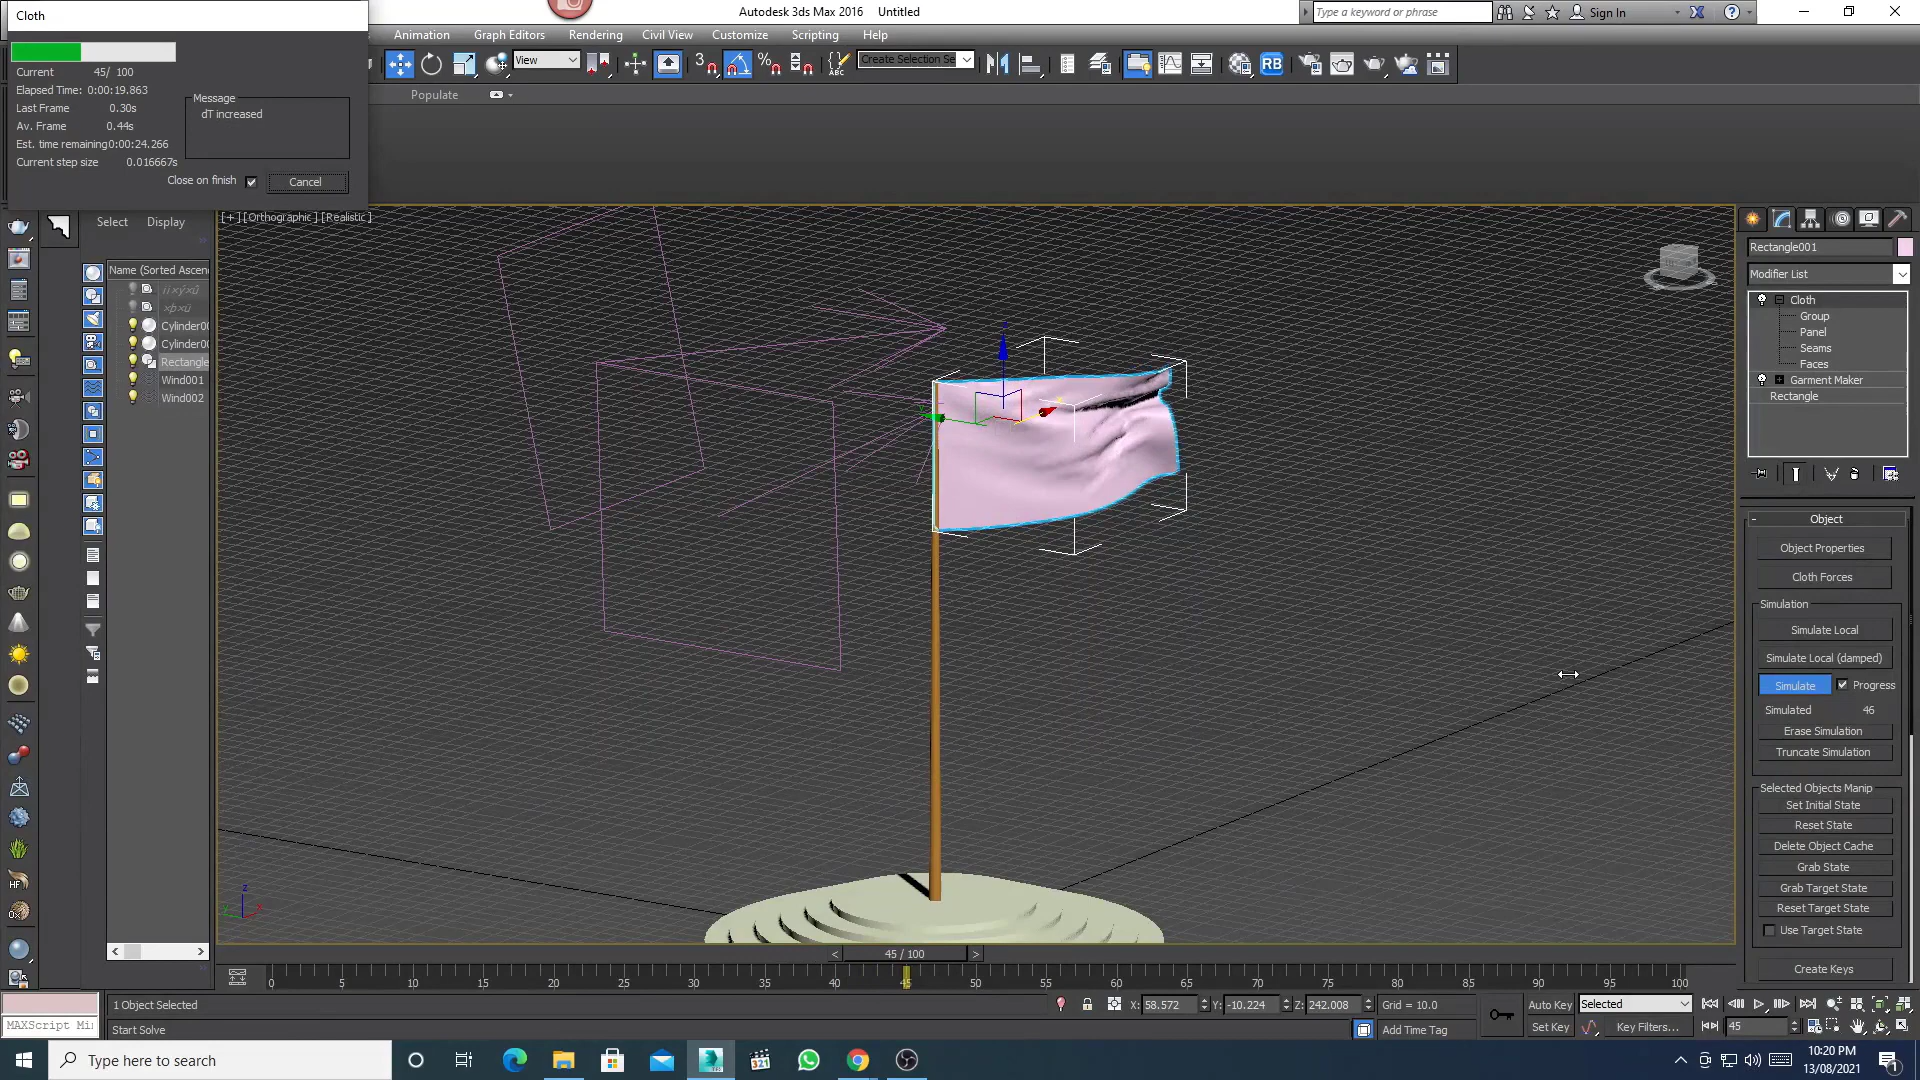 Cloth
Autodesk 3ds Max 2016 Untitled
Type a keyword or phrase
Sign In
Animation Graph Editors Rendering Civil View Customize Scripting Help
Current 45/ 100
Elapsed Time: 0:00:19.863
Last Frame 0.30s
Av. Frame 0.44s
Est. time remaining 0:00:24.266
Current step size 0.016667s
Message
dT increased
Close on finish
Cancel
View
3
ABC
Create Selection Se
RB
Populate
[+] [Orthographic] [Realistic]
Select Display
Name (Sorted Ascen
Cylinder00
Cylinder00
Rectangle
Wind001
Wind002
HF
Rectangle001
Modifier List
Cloth
Group
Panel
Seams
Faces
Garment Maker
Rectangle
- Object
Object Properties
Cloth Forces
Simulation
Simulate Local
Simulate Local (damped)
Simulate Progress
Simulated 46
Erase Simulation
Truncate Simulation
Selected Objects Manip
Set Initial State
Reset State
Delete Object Cache
Grab State
Grab Target State
Reset Target State
Use Target State
Create Keys
< 45 / 100 >
0 5 10 15 20 25 30 35 40 45 50 55 60 65 70 75 80 85 90 95 100
1 Object Selected
X: 58.572 Y: -10.224 Z: 242.008 Grid = 10.0
Auto Key Selected
MAXScript Mi
Start Solve
Add Time Tag
Set Key Key Filters...
45
Type here to search
321
10:20 PM
13/08/2021
1